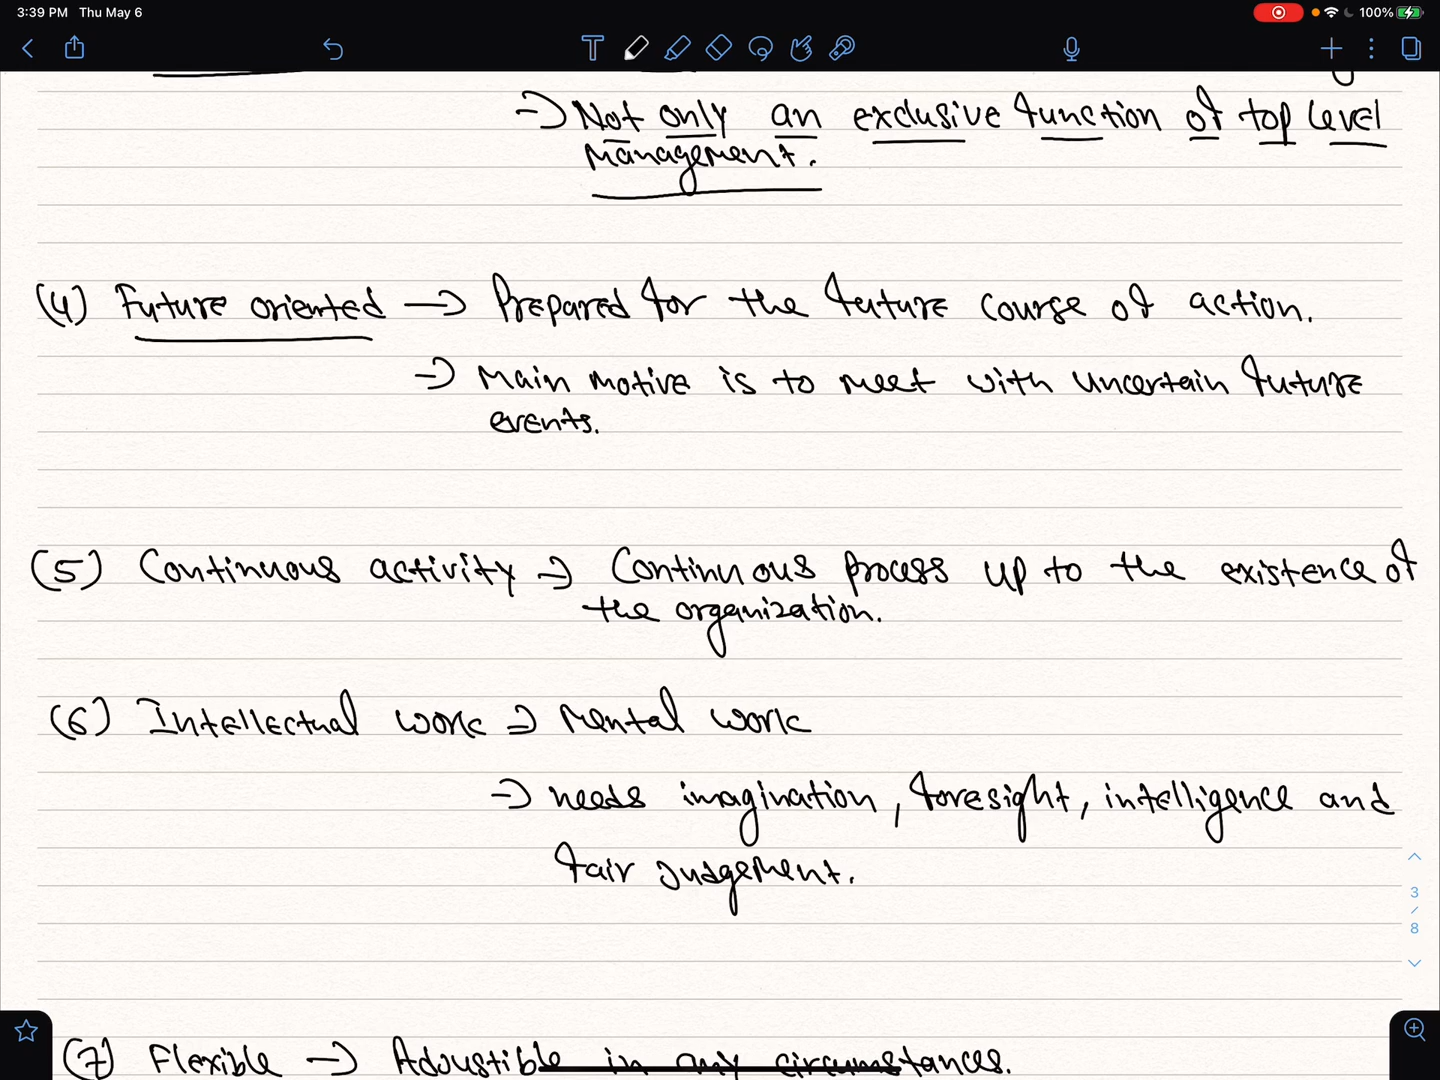 3:39 PM Thu May 6
100%
→ Not only an exclusive function of top level
management.
(4) Future oriented → Prepared for the future course of action.
→ Main motive is to meet with uncertain future
events.
(5) Continuous activity → Continuous process up to the existence of
the organization.
(6) Intellectual work → Mental work
→ needs imagination, foresight, intelligence and
fair judgement.
3
/
8
(7) Flexible → Adjustible in any circumstances.